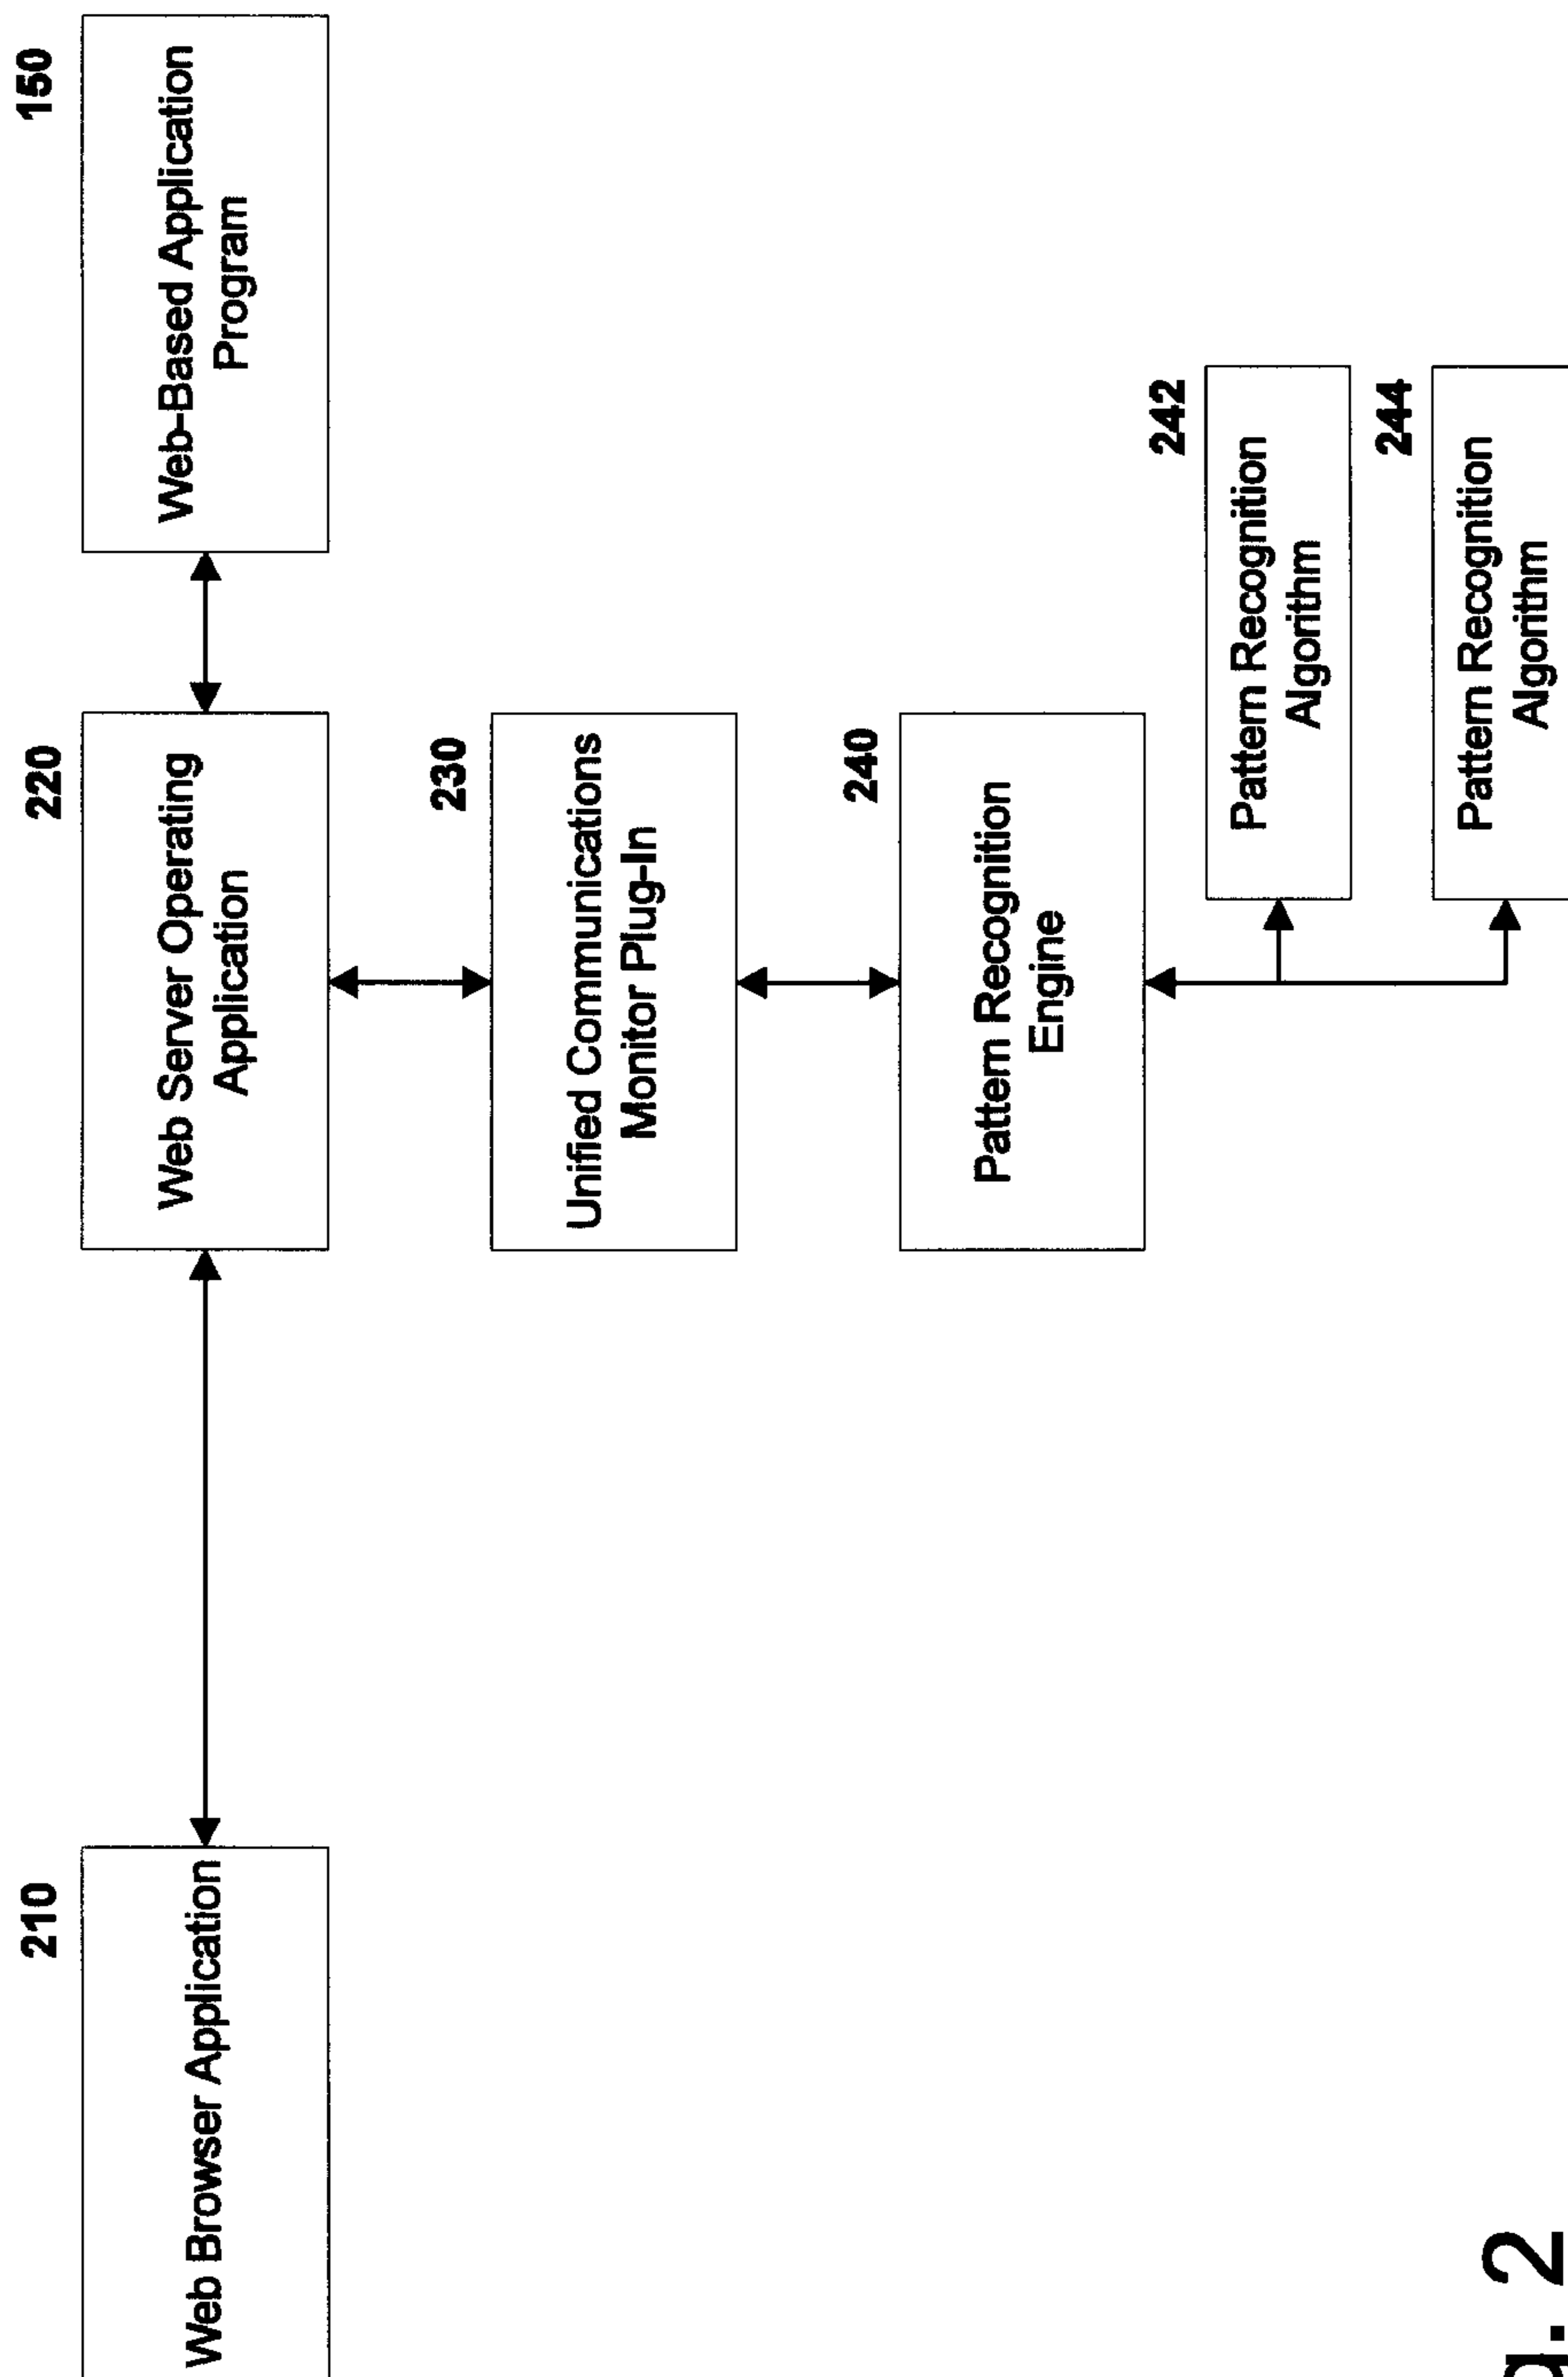 210
Web Browser Application
220
Web Server Operating
Application
150
Web-Based Application
Program
230
Unified Communications
Monitor Plug-In
240
Pattern Recognition
Engine
242
Pattern Recognition
Algorithm
244
Pattern Recognition
Algorithm
g. 2